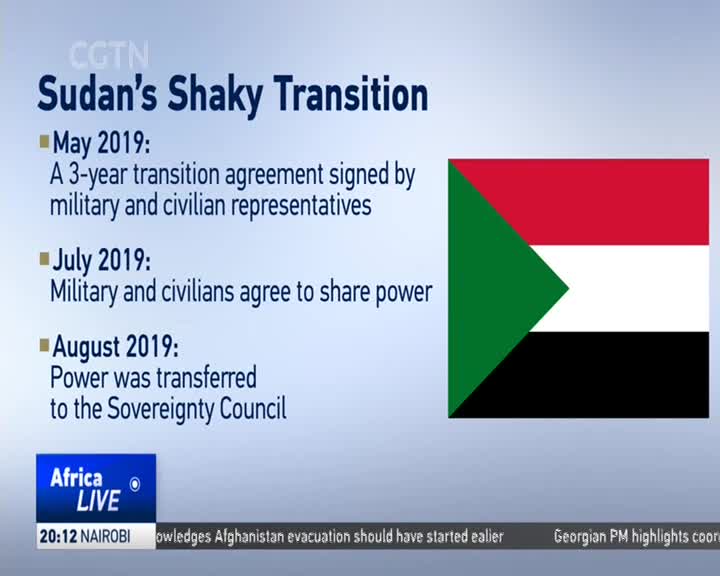 CGTN
Sudan's Shaky Transition
May 2019:
A 3-year transition agreement signed by
military and civilian representatives
July 2019:
Military and civilians agree to share power
August 2019:
Power was transferred
to the Sovereignty Council
Africa
LIVE
20:12 NAIROBI
owledges Afghanistan evacuation should have started ealier Georgian PM highlights coor